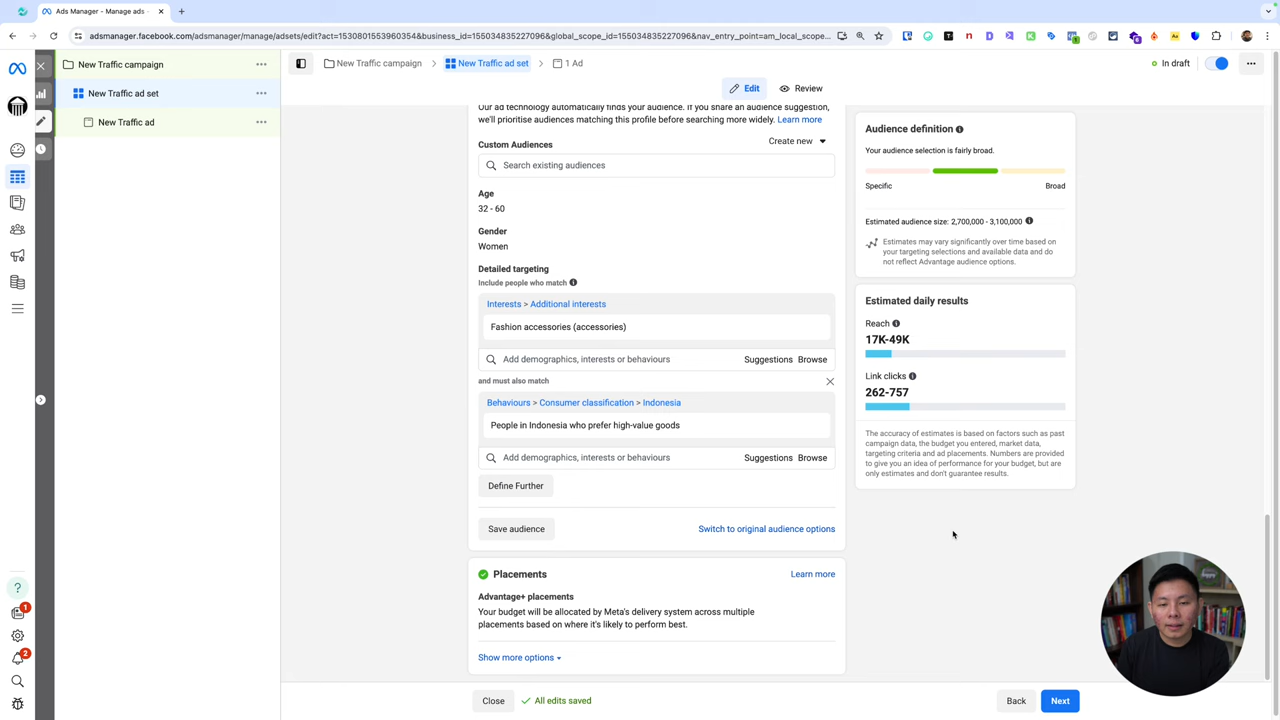 Ads Manager - Manage ads -
adsmanager.facebook.com/adsmanager/manage/adsets/edit?act=1530801553960354&business_id=155034835227096&global_scope_id=155034835227096&nav_entry_point=am_local_scope...
New Traffic campaign
New Traffic ad set
New Traffic ad
New Traffic campaign
New Traffic ad set
1 Ad
In draft
Edit
Review
Our ad technology automatically finds your audience. If you share an audience suggestion,
we'll prioritise audiences matching this profile before searching more widely. Learn more
Custom Audiences
Create new
Search existing audiences
Age
32 - 60
Gender
Women
Detailed targeting
Include people who match
Interests > Additional interests
Fashion accessories (accessories)
Add demographics, interests or behaviours
Suggestions
Browse
and must also match
Behaviours > Consumer classification > Indonesia
People in Indonesia who prefer high-value goods
Add demographics, interests or behaviours
Suggestions
Browse
Define Further
Save audience
Switch to original audience options
Placements
Learn more
Advantage+ placements
Your budget will be allocated by Meta's delivery system across multiple
placements based on where it's likely to perform best.
Show more options
Audience definition
Your audience selection is fairly broad.
Specific
Broad
Estimated audience size: 2,700,000 - 3,100,000
Estimates may vary significantly over time based on
your targeting selections and available data and do
not reflect Advantage audience options.
Estimated daily results
Reach
17K-49K
Link clicks
262-757
The accuracy of estimates is based on factors such as past
campaign data, the budget you entered, market data,
targeting criteria and ad placements. Numbers are provided
to give you an idea of performance for your budget, but are
only estimates and don't guarantee results.
1
2
Close
All edits saved
Back
Next